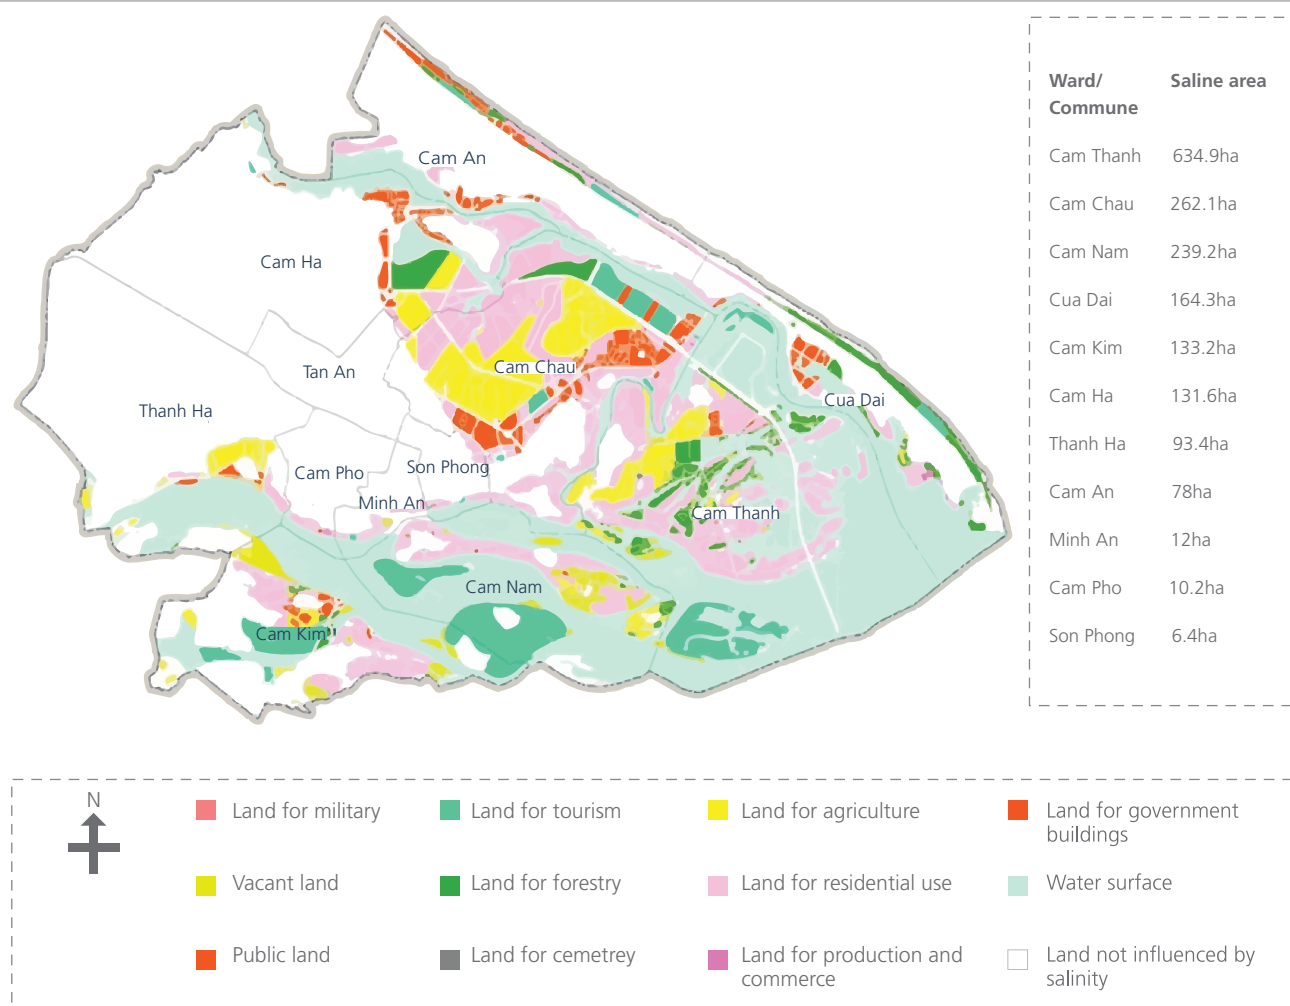 Cam An
Cam Ha
Tan An
Thanh Ha
Cam Chau
Cua Dai
Cam Pho
Son Phong
Minh An
Cam Thanh
Cam Nam
Cam Kim
Ward/
Commune
Saline area
Cam Thanh 634.9ha
Cam Chau 262.1ha
Cam Nam 239.2ha
Cua Dai 164.3ha
Cam Kim 133.2ha
Cam Ha 131.6ha
Thanh Ha 93.4ha
Cam An 78ha
Minh An 12ha
Cam Pho 10.2ha
Son Phong 6.4ha
N
Land for military
Land for tourism
Land for agriculture
Land for government
buildings
Vacant land
Land for forestry
Land for residential use
Water surface
Public land
Land for cemetrey
Land for production and
commerce
Land not influenced by
salinity